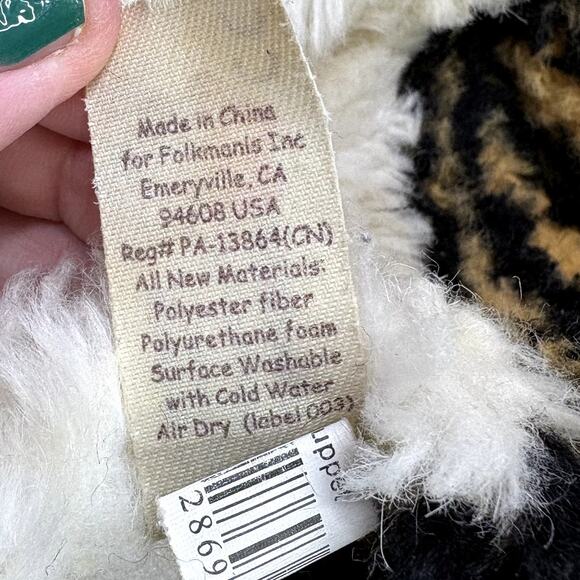 Made in China
for Folkmanis Inc
Emeryville, CA
94608 USA
Reg# PA-13864(CN)
All New Materials:
Polyester fiber
Polyurethane foam
Surface Washable
with Cold Water
Air Dry (label 003)
2869